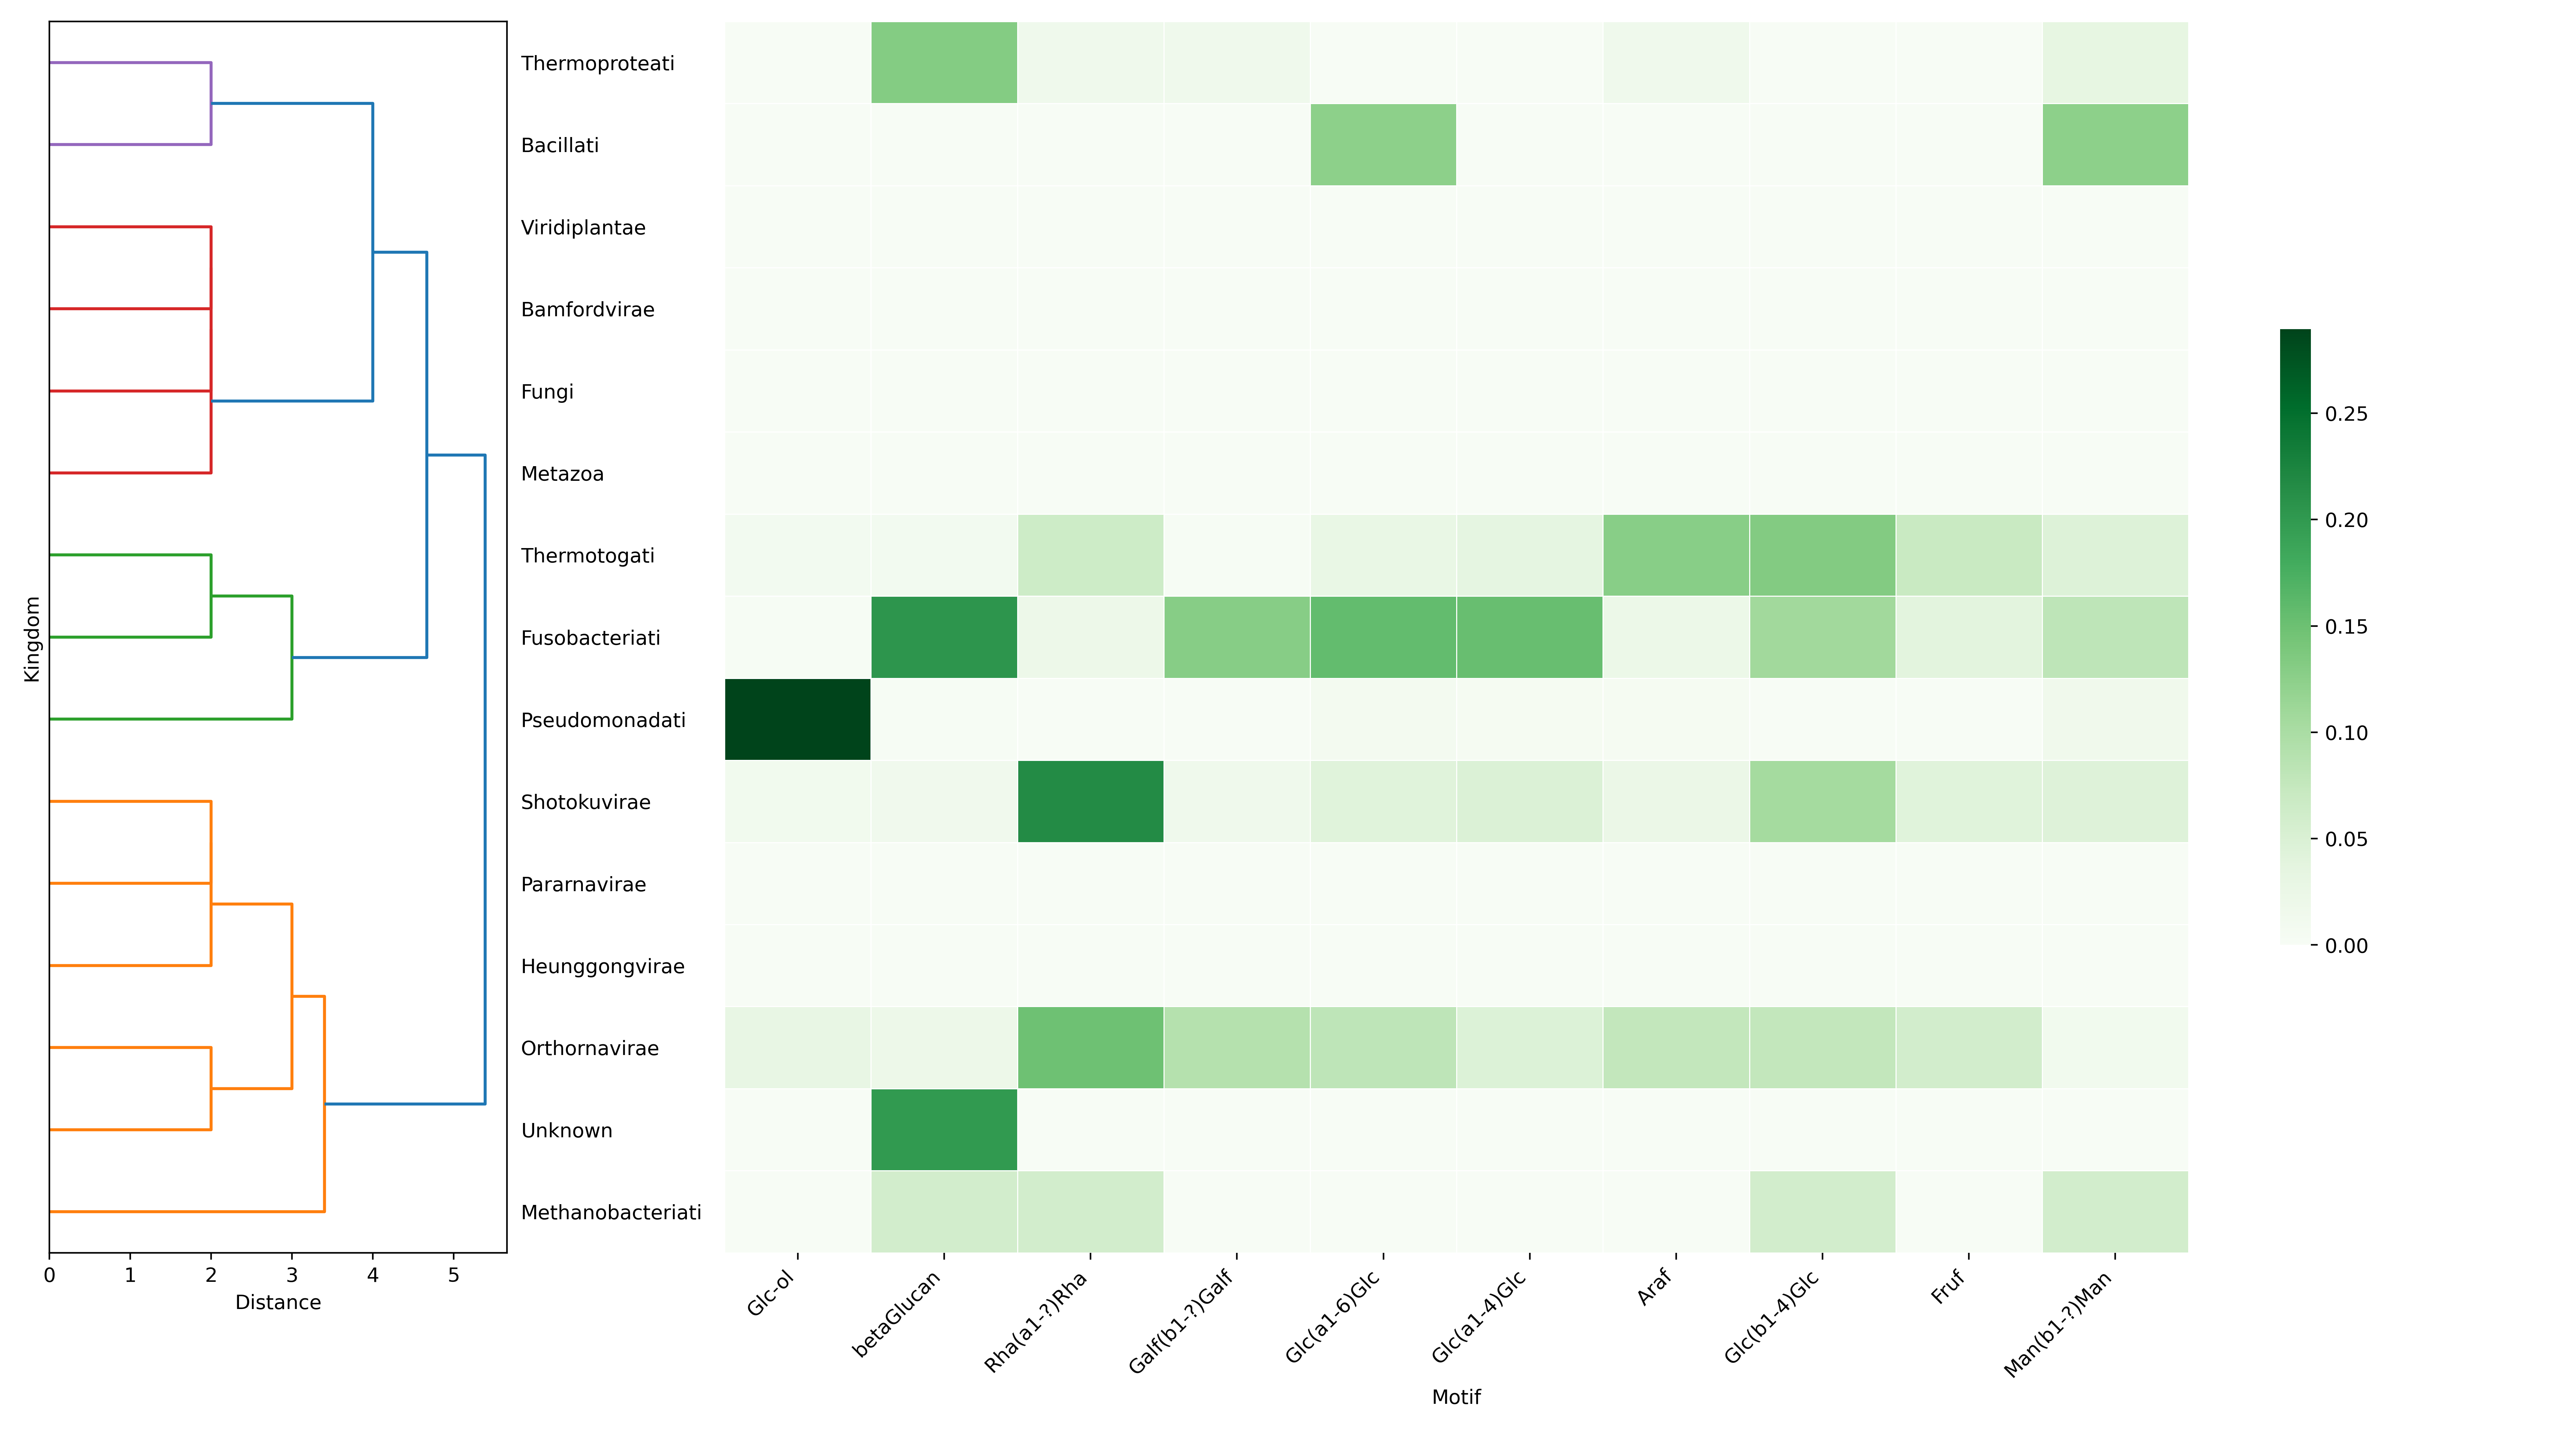 Thermoproteati
Bacillati
Viridiplantae
Bamfordvirae
Fungi
Metazoa
Thermotogati
Fusobacteriati
Pseudomonadati
Shotokuvirae
Pararnavirae
Heunggongvirae
Orthornavirae
Unknown
Methanobacteriati
Kingdom
0 1 2 3 4 5
Distance
Glc-ol
betaGlucan
Rha(a1-?)Rha
Galf(b1-?)Galf
Glc(a1-6)Glc
Glc(a1-4)Glc
Araf
Glc(b1-4)Glc
Fruf
Man(b1-?)Man
Motif
0.25
0.20
0.15
0.10
0.05
0.00